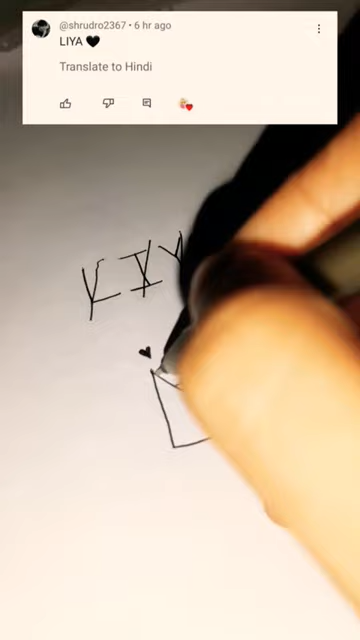 @shrudro2367 • 6 hr ago
LIYA 🖤
Translate to Hindi
LIY